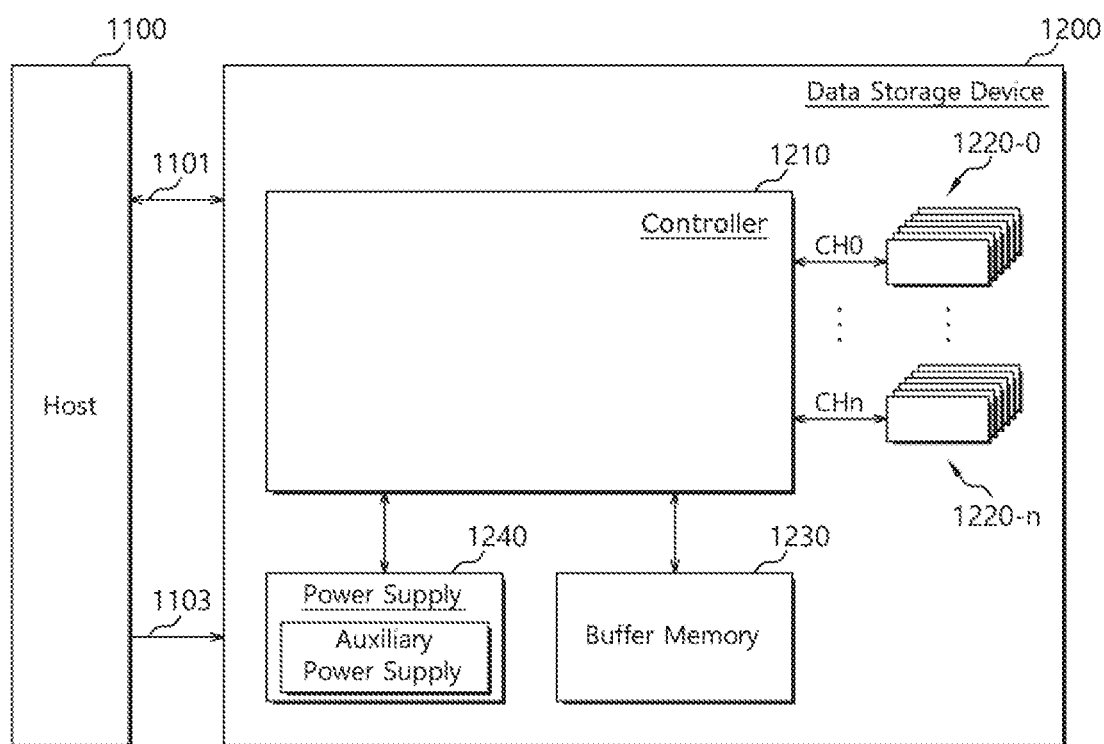 1100
1200
Data Storage Device
1101
1210
1220-0
Controller
CH0
Host
CHn
1220-n
1240
1230
1103
Power Supply
Auxiliary
Power Supply
Buffer Memory